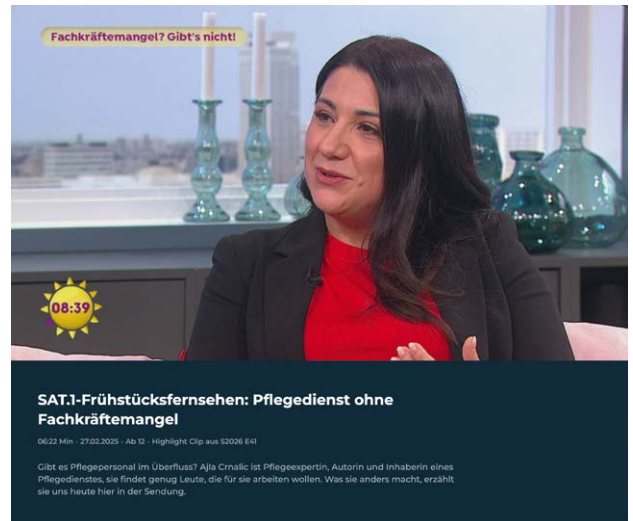 Fachkräftemangel? Gibt's nicht!
08:39
SAT.1-Frühstücksfernsehen: Pflegedienst ohne
Fachkräftemangel
06:22 Min · 27.02.2025 · Ab 12 · Highlight Clip aus S2026 E41
Gibt es Pflegepersonal im Überfluss? Ajla Crnalic ist Pflegeexpertin, Autorin und Inhaberin eines
Pflegedienstes, sie findet genug Leute, die für sie arbeiten wollen. Was sie anders macht, erzählt
sie uns heute hier in der Sendung.